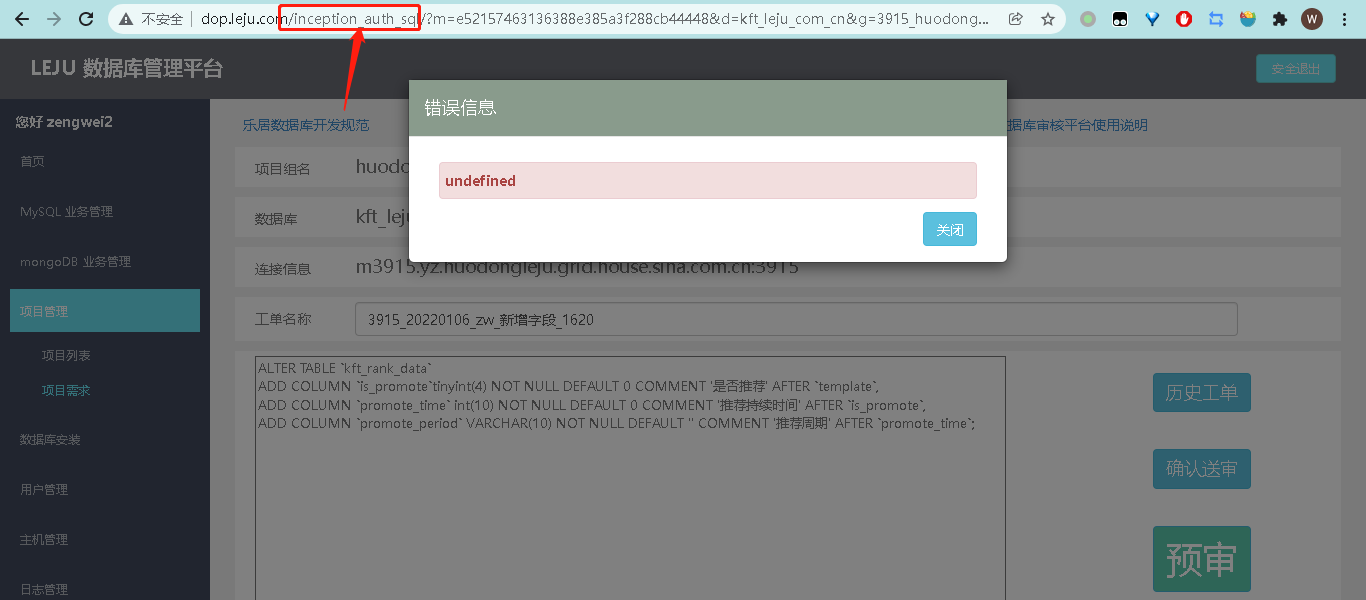 不安全 dop.leju.com/inception_auth_sql/?m=e52157463136388e385a3f288cb44448&d=kft_leju_com_cn&g=3915_huodong... W
LEJU 数据库管理平台
安全退出
错误信息
undefined
关闭
您好 zengwei2
首页
MySQL 业务管理
mongoDB 业务管理
项目管理
项目列表
项目需求
数据库安装
用户管理
主机管理
日志管理
乐居数据库开发规范
据库审核平台使用说明
项目组名 huodo
数据库 kft_leju
连接信息 m3915.yz.huodongleju.grid.house.sina.com.cn:3915
工单名称 3915_20220106_zw_新增字段_1620
ALTER TABLE `kft_rank_data`
ADD COLUMN `is_promote`tinyint(4) NOT NULL DEFAULT 0 COMMENT '是否推荐' AFTER `template`,
ADD COLUMN `promote_time` int(10) NOT NULL DEFAULT 0 COMMENT '推荐持续时间' AFTER `is_promote`,
ADD COLUMN `promote_period` VARCHAR(10) NOT NULL DEFAULT '' COMMENT '推荐周期' AFTER `promote_time`;
历史工单
确认送审
预审